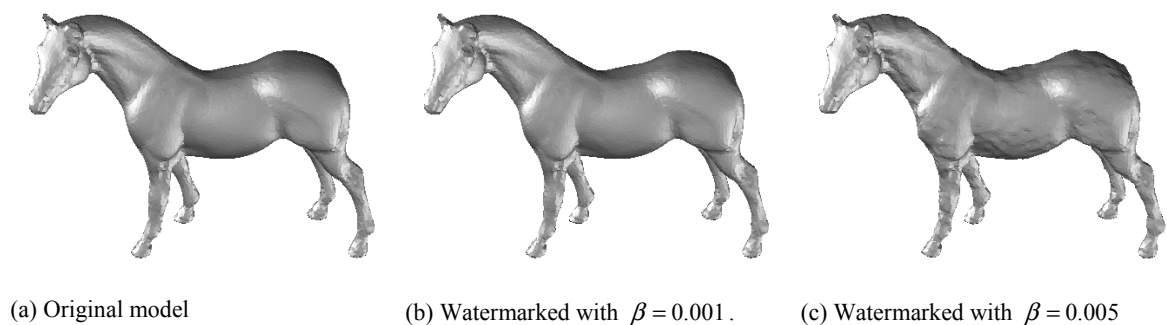 (a) Original model
(b) Watermarked with β = 0.001 .
(c) Watermarked with β = 0.005